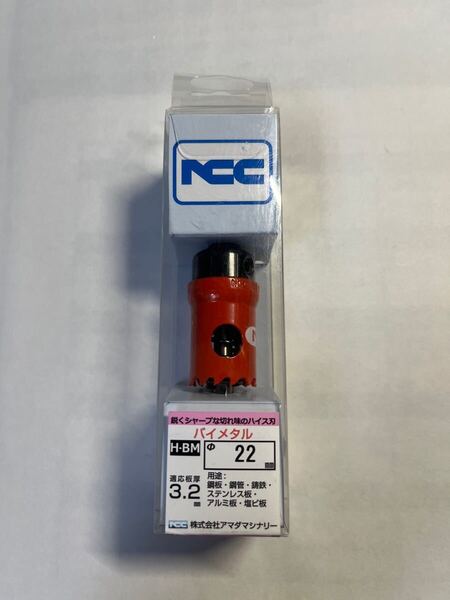 NCC
N
鋭くシャープな切れ味のハイス刃
バイメタル
H・BM
Φ 22 mm
適応板厚
3.2 mm
用途:
鋼板・鋼管・鋳鉄・
ステンレス板・
アルミ板・塩ビ板
NCC 株式会社アマダマシナリー